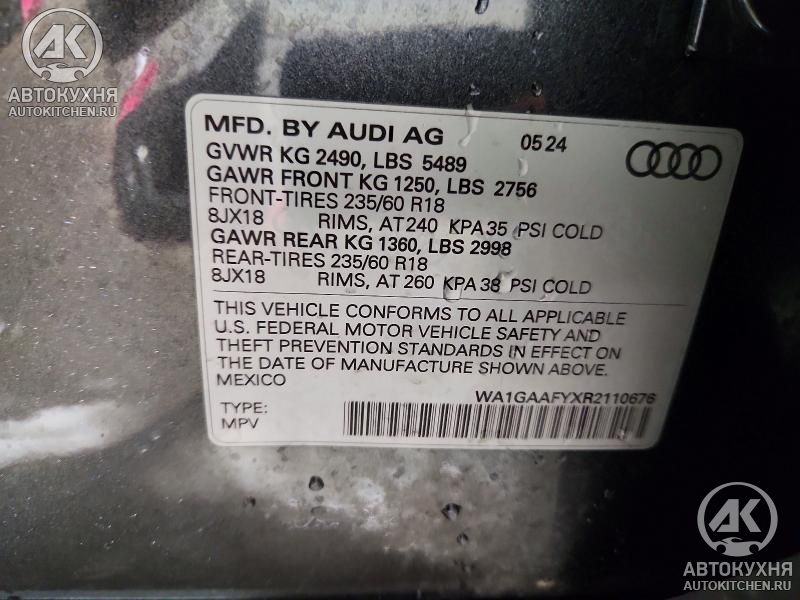 АК
АВТОКУХНЯ
AUTOKITCHEN.RU
MFD. BY AUDI AG 05 24
GVWR KG 2490, LBS 5489
GAWR FRONT KG 1250, LBS 2756
FRONT-TIRES 235/60 R18
8JX18 RIMS, AT 240 KPA 35 PSI COLD
GAWR REAR KG 1360, LBS 2998
REAR-TIRES 235/60 R18
8JX18 RIMS, AT 260 KPA 38 PSI COLD
THIS VEHICLE CONFORMS TO ALL APPLICABLE
U.S. FEDERAL MOTOR VEHICLE SAFETY AND
THEFT PREVENTION STANDARDS IN EFFECT ON
THE DATE OF MANUFACTURE SHOWN ABOVE.
MEXICO
WA1GAAFYXR2110676
TYPE:
MPV
АК
АВТОКУХНЯ
AUTOKITCHEN.RU